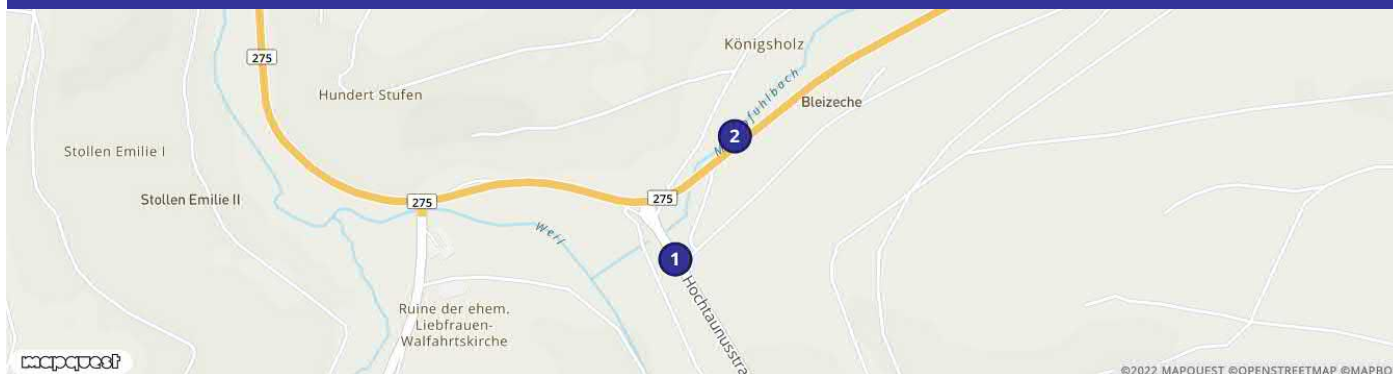 Königsholz
275
Hundert Stufen
Bleizeche
2
Stollen Emilie I
Stollen Emilie II
275
275
Weil
1
Ruine der ehem.
Liebfrauen-
Walfahrtskirche
Hochtaunusstra
mapquest
©2022 MAPQUEST ©OPENSTREETMAP ©MAPBO